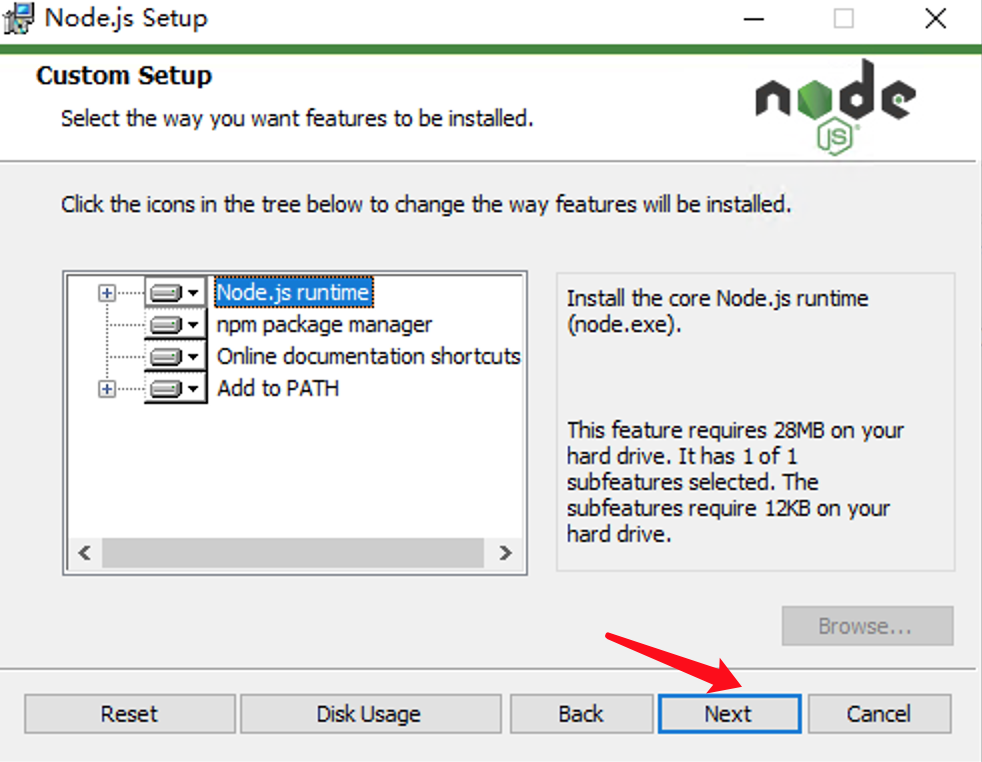 Node.js Setup
Custom Setup
Select the way you want features to be installed.
node
JS
Click the icons in the tree below to change the way features will be installed.
Node.js runtime
npm package manager
Online documentation shortcuts
Add to PATH
Install the core Node.js runtime
(node.exe).
This feature requires 28MB on your
hard drive. It has 1 of 1
subfeatures selected. The
subfeatures require 12KB on your
hard drive.
Browse...
Reset
Disk Usage
Back
Next
Cancel